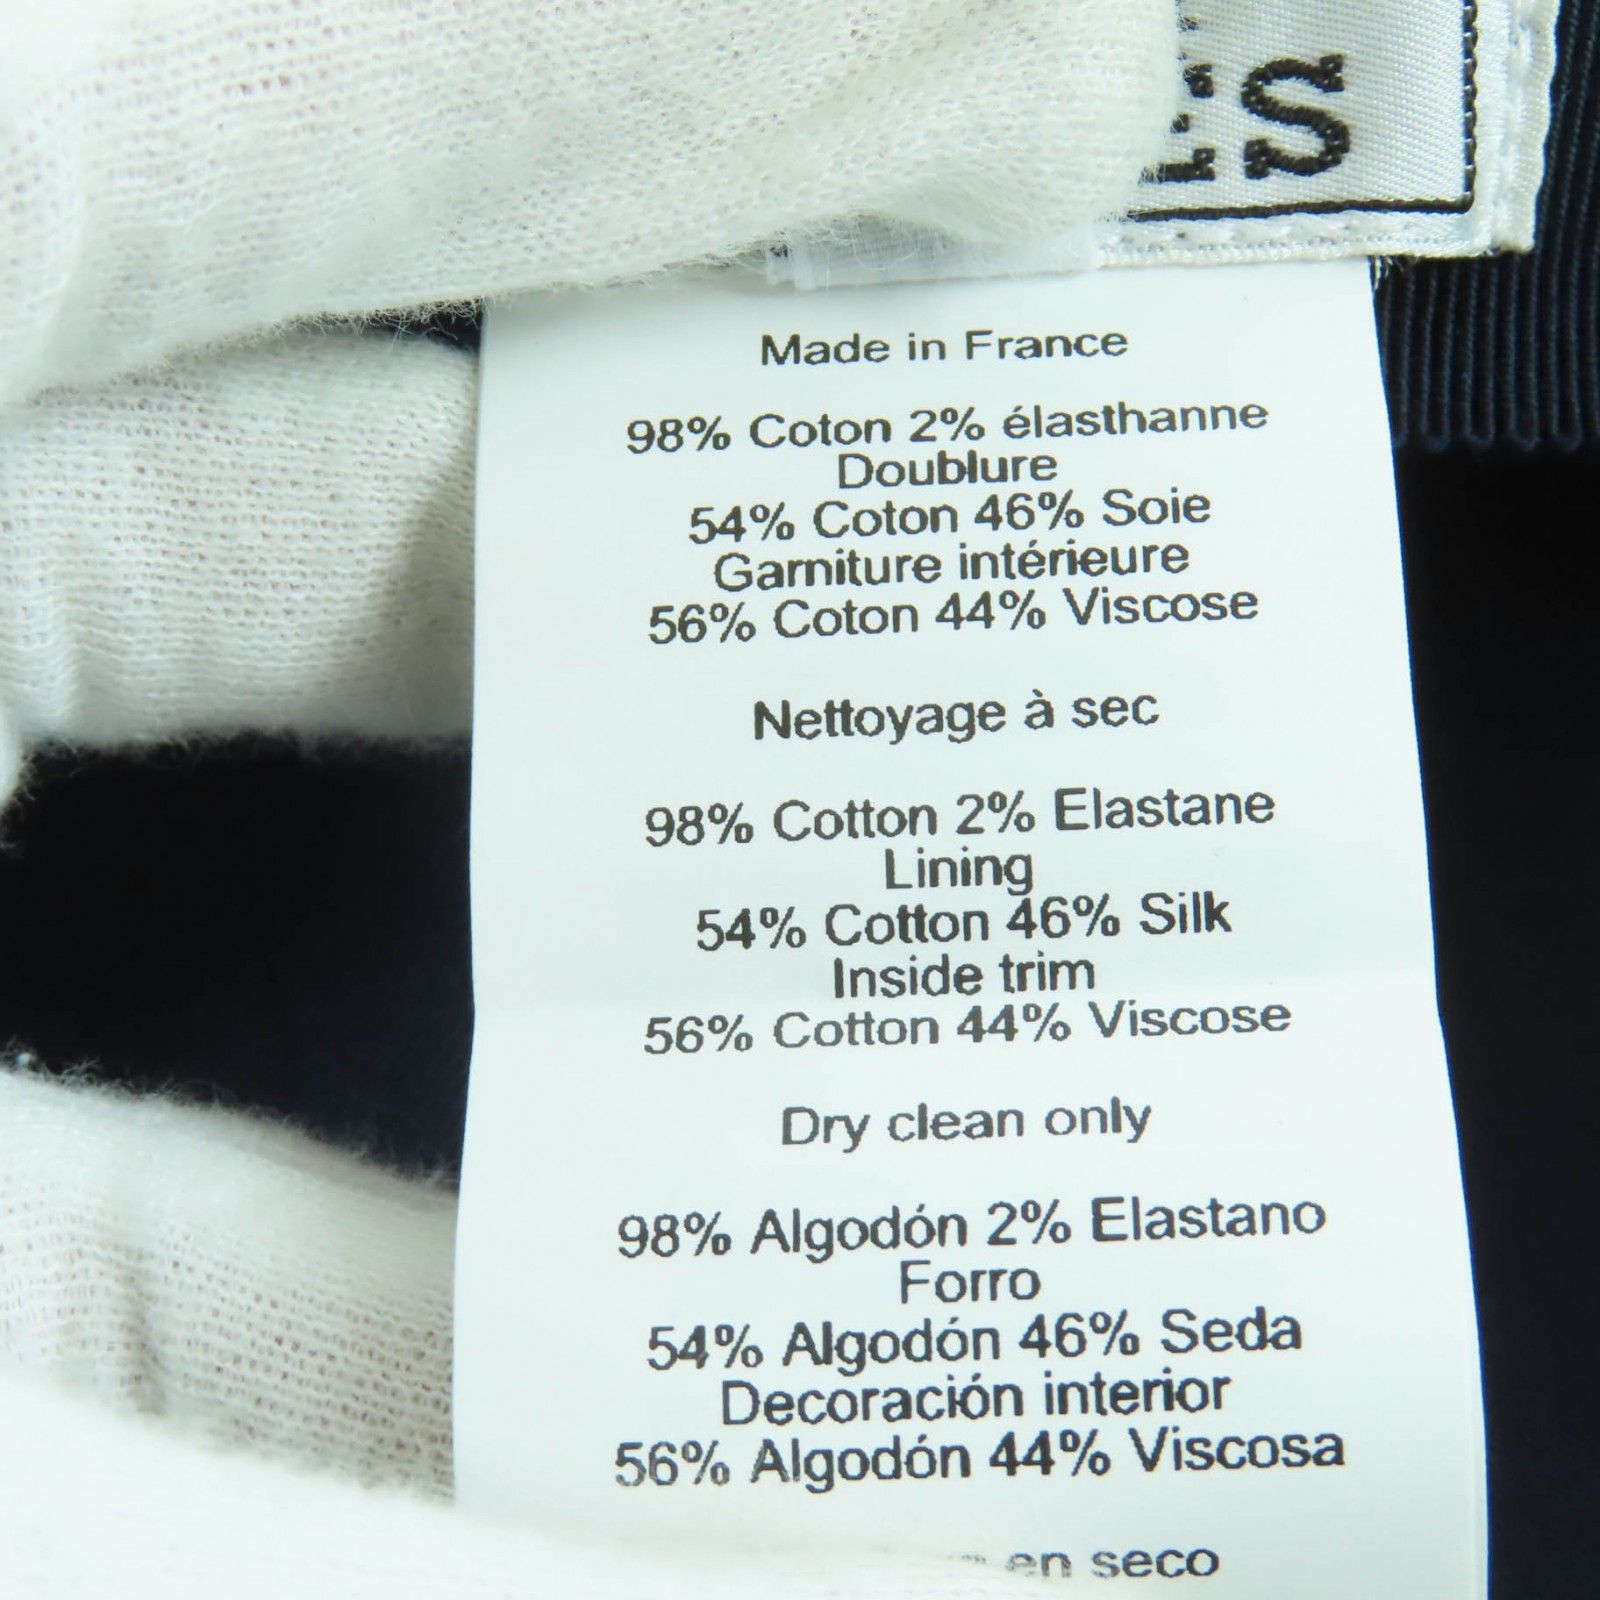 ES
Made in France
98% Coton 2% élasthanne
Doublure
54% Coton 46% Soie
Garniture intérieure
56% Coton 44% Viscose
Nettoyage à sec
98% Cotton 2% Elastane
Lining
54% Cotton 46% Silk
Inside trim
56% Cotton 44% Viscose
Dry clean only
98% Algodón 2% Elastano
Forro
54% Algodón 46% Seda
Decoración interior
56% Algodón 44% Viscosa
en seco